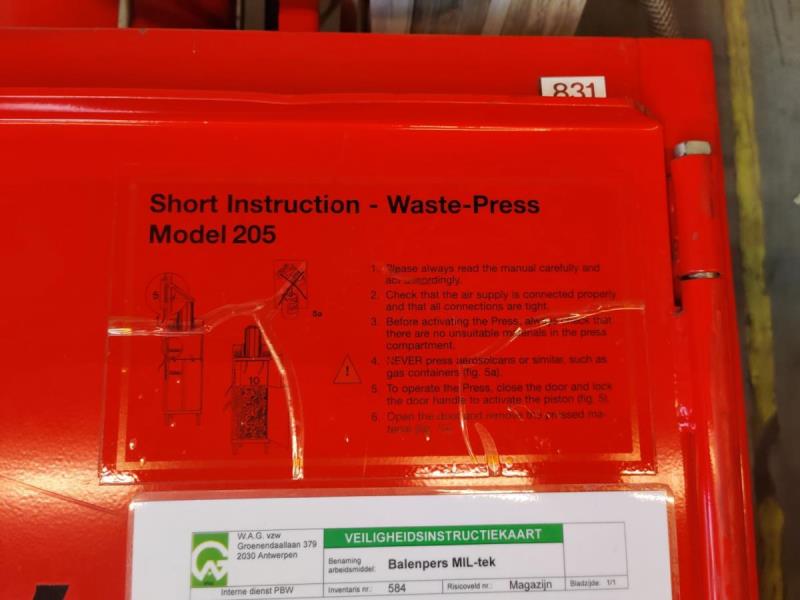 831
Short Instruction - Waste-Press
Model 205
5
5a
10
!
1. Please always read the manual carefully and
act accordingly.
2. Check that the air supply is connected properly
and that all connections are tight.
3. Before activating the Press, always check that
there are no unsuitable materials in the press
compartment.
4. NEVER press aerosolcans or similar, such as
gas containers (fig. 5a).
5. To operate the Press, close the door and lock
the door handle to activate the piston (fig. 5).
6. Open the door and remove the pressed ma-
terial (fig.
W.A.G. vzw
Groenendaallaan 379
2030 Antwerpen
Interne dienst PBW
VEILIGHEIDSINSTRUCTIEKAART
Benaming
arbeidsmiddel:
Balenpers MIL-tek
Inventaris nr.: 584 Risicoveld nr.: Magazijn Bladzijde: 1/1